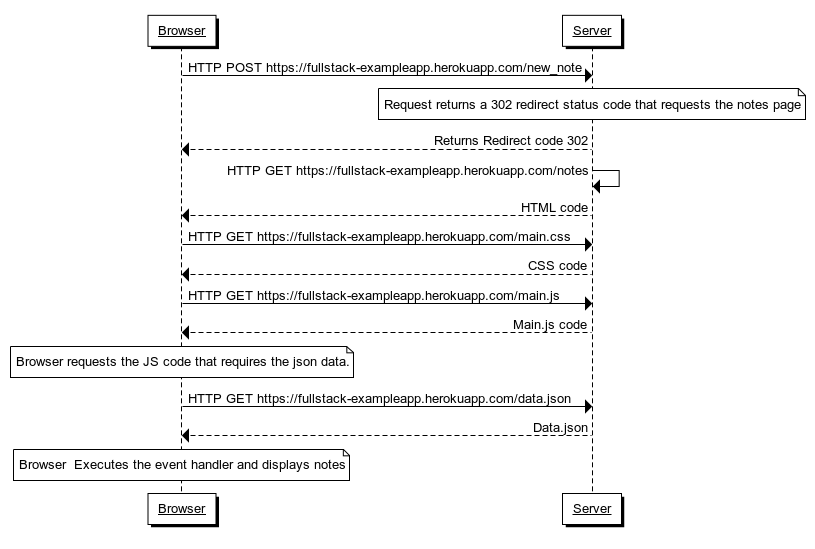 Browser
Server
HTTP POST https://fullstack-exampleapp.herokuapp.com/new_note
Request returns a 302 redirect status code that requests the notes page
Returns Redirect code 302
HTTP GET https://fullstack-exampleapp.herokuapp.com/notes
HTML code
HTTP GET https://fullstack-exampleapp.herokuapp.com/main.css
CSS code
HTTP GET https://fullstack-exampleapp.herokuapp.com/main.js
Main.js code
Browser requests the JS code that requires the json data.
HTTP GET https://fullstack-exampleapp.herokuapp.com/data.json
Data.json
Browser  Executes the event handler and displays notes
Browser
Server